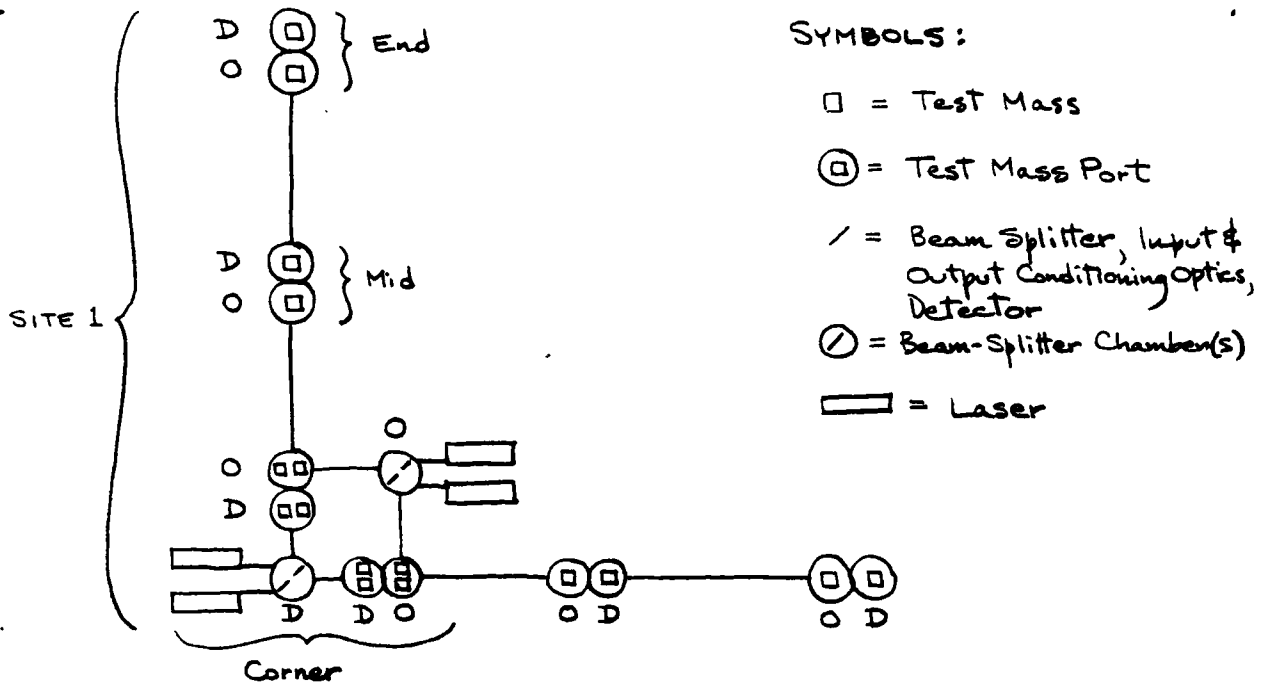 D
End
O
D
Mid
O
SITE 1
O
O
D
D
D
O
O
D
O
D
Corner
SYMBOLS:
= Test Mass
= Test Mass Port
= Beam Splitter, Input &
Output Conditioning Optics,
Detector
= Beam-Splitter Chamber(s)
= Laser